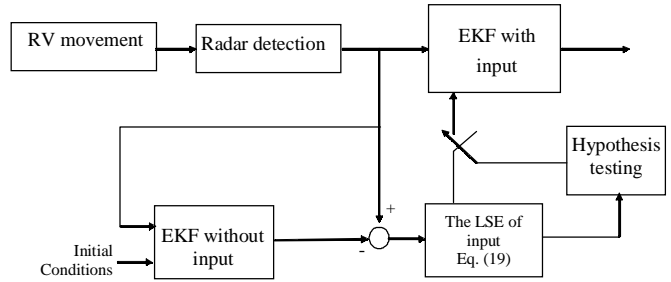 RV movement
Radar detection
EKF with
input
Hypothesis
testing
+
-
EKF without
input
The LSE of
input
Eq. (19)
Initial
Conditions